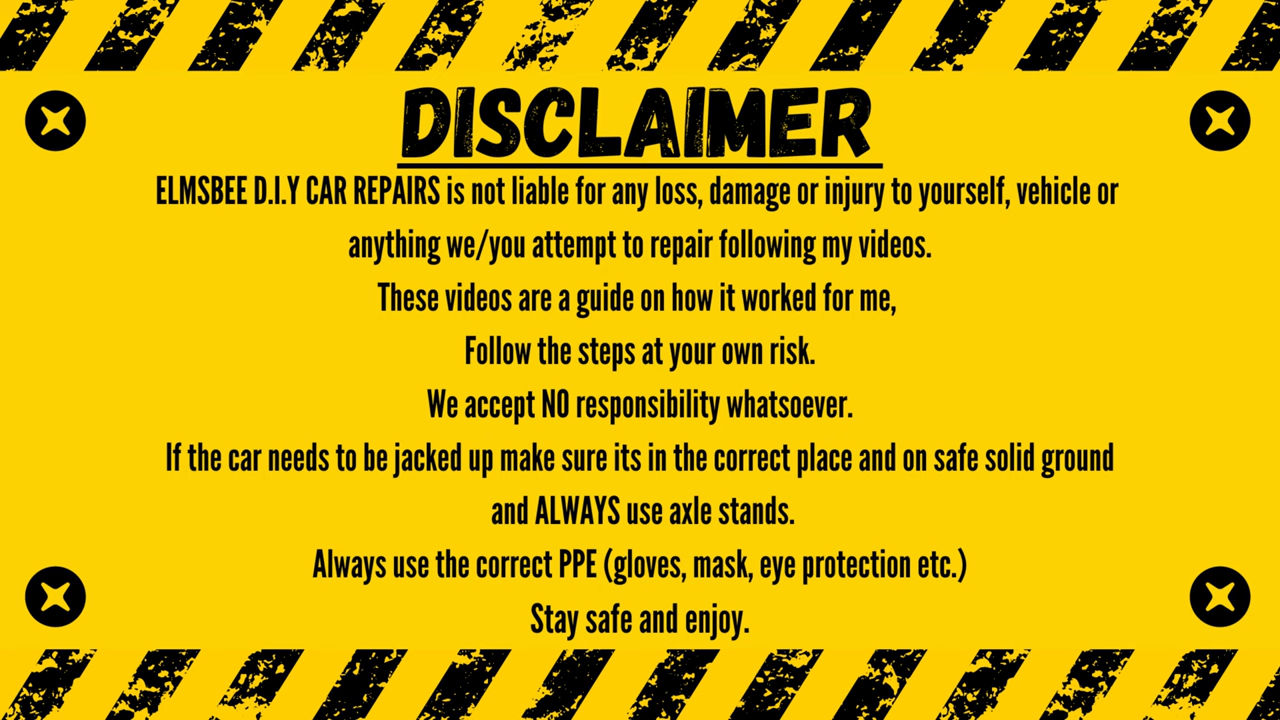 DISCLAIMER
ELMSBEE D.I.Y CAR REPAIRS is not liable for any loss, damage or injury to yourself, vehicle or
anything we/you attempt to repair following my videos.
These videos are a guide on how it worked for me,
Follow the steps at your own risk.
We accept NO responsibility whatsoever.
If the car needs to be jacked up make sure its in the correct place and on safe solid ground
and ALWAYS use axle stands.
Always use the correct PPE (gloves, mask, eye protection etc.)
Stay safe and enjoy.